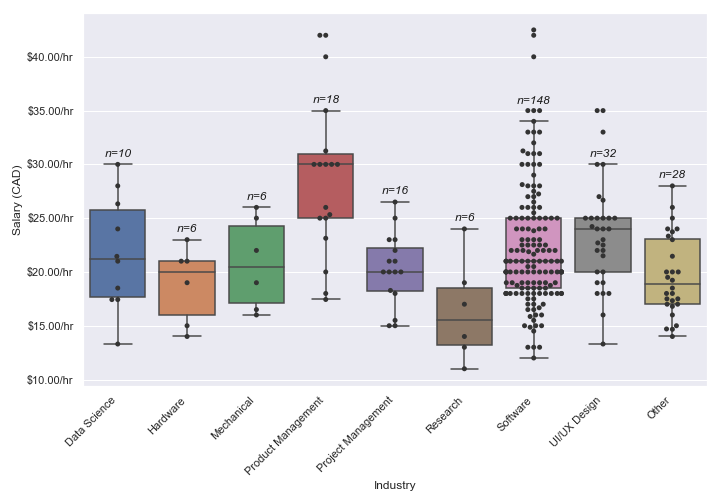 $40.00/hr
$35.00/hr
$30.00/hr
$25.00/hr
$20.00/hr
$15.00/hr
$10.00/hr
Salary (CAD)
n=10
n=6
n=6
n=18
n=16
n=6
n=148
n=32
n=28
Data Science
Hardware
Mechanical
Product Management
Project Management
Research
Software
UI/UX Design
Other
Industry